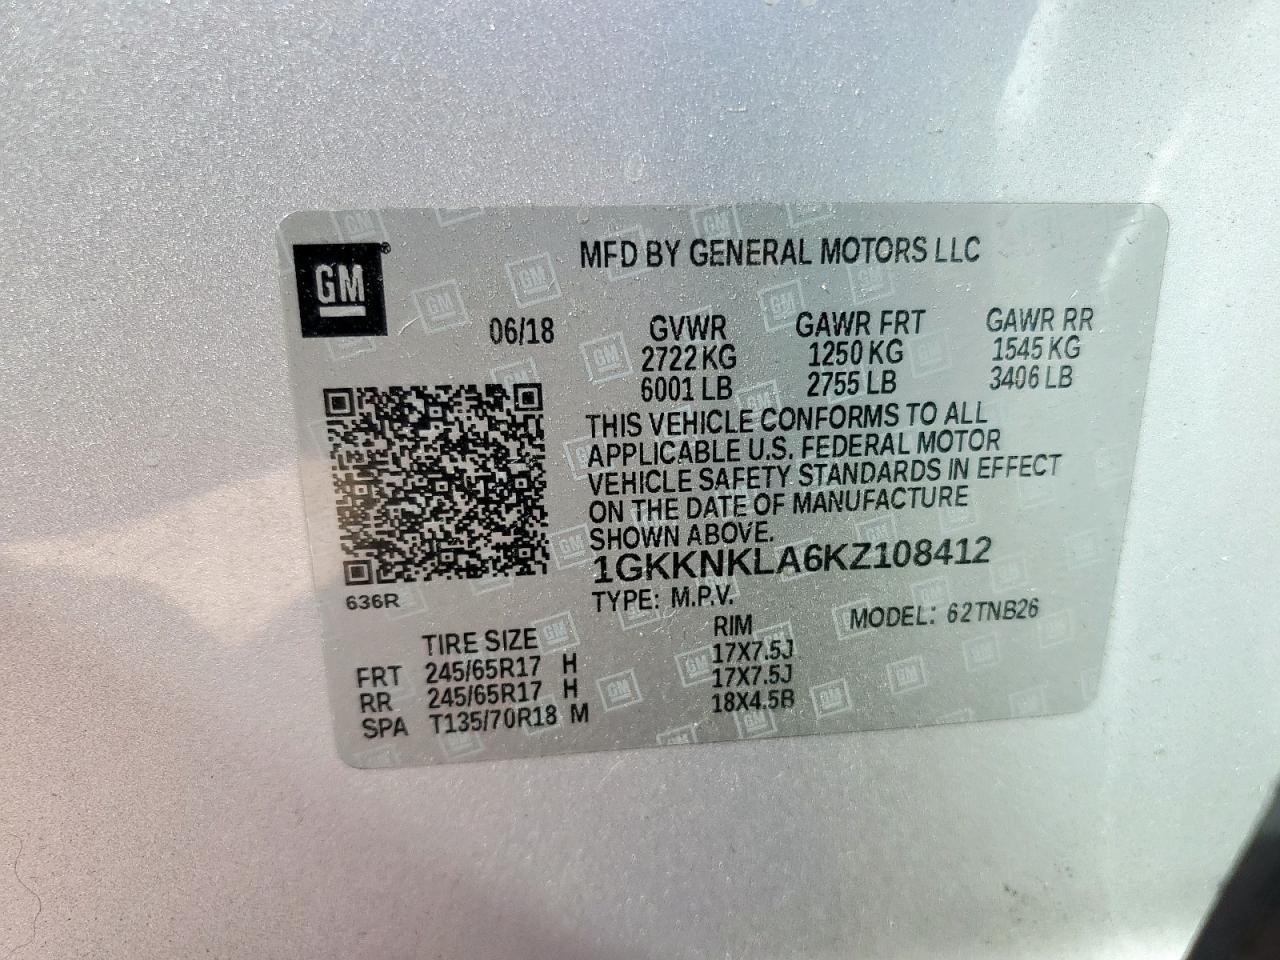 GM®
MFD BY GENERAL MOTORS LLC
06/18
GVWR GAWR FRT GAWR RR
2722 KG 1250 KG 1545 KG
6001 LB 2755 LB 3406 LB
THIS VEHICLE CONFORMS TO ALL
APPLICABLE U.S. FEDERAL MOTOR
VEHICLE SAFETY STANDARDS IN EFFECT
ON THE DATE OF MANUFACTURE
SHOWN ABOVE.
1GKKNKLA6KZ108412
636R
TYPE: M.P.V. MODEL: 62TNB26
TIRE SIZE RIM
FRT 245/65R17 H 17X7.5J
RR 245/65R17 H 17X7.5J
SPA T135/70R18 M 18X4.5B